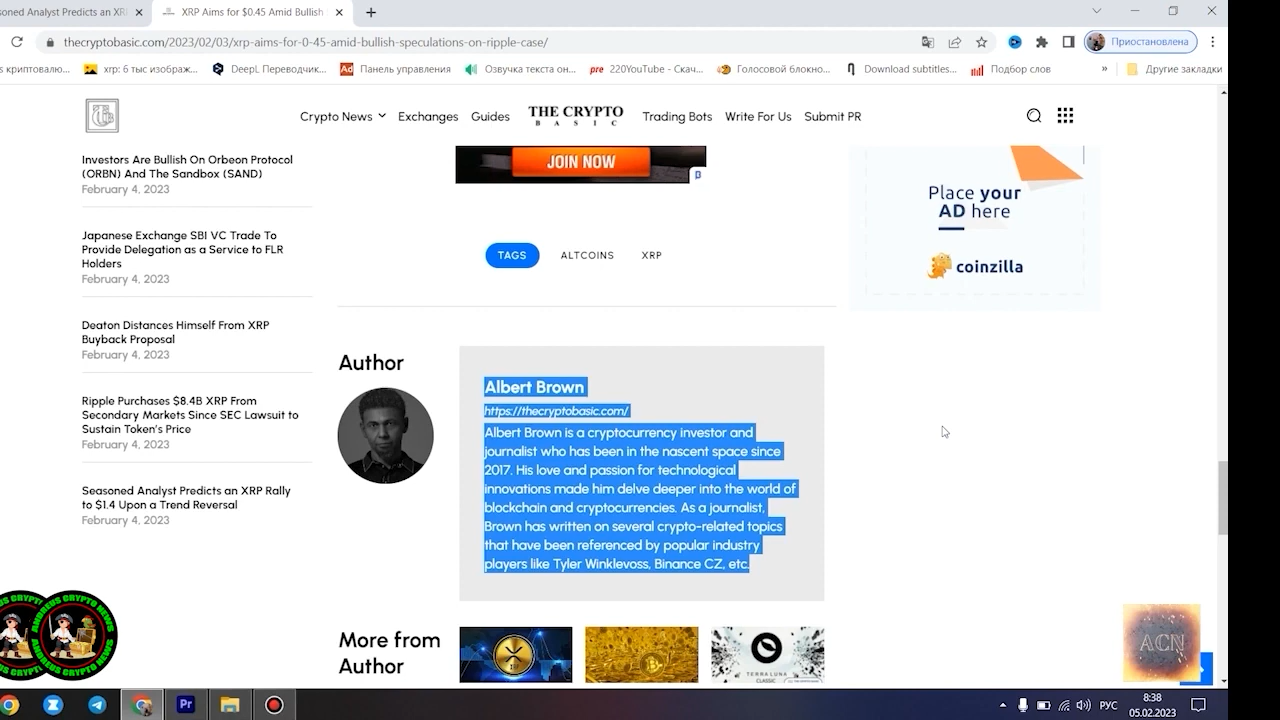 soned Analyst Predicts an XR
XRP Aims for $0.45 Amid Bullish
thecryptobasic.com/2023/02/03/xrp-aims-for-0-45-amid-bullish-speculations-on-ripple-case/
Приостановлена
s криптовалю...
xrp: 6 тыс изображ...
DeepL Переводчик...
Ad
Панель управления
Озвучка текста он...
pre
220YouTube - Скач...
Голосовой блокно...
Download subtitles...
Подбор слов
»
Другие закладки
Crypto News
Exchanges
Guides
THE CRYPTO
BASIC
Trading Bots
Write For Us
Submit PR
Investors Are Bullish On Orbeon Protocol
(ORBN) And The Sandbox (SAND)
February 4, 2023
Japanese Exchange SBI VC Trade To
Provide Delegation as a Service to FLR
Holders
February 4, 2023
Deaton Distances Himself From XRP
Buyback Proposal
February 4, 2023
Ripple Purchases $8.4B XRP From
Secondary Markets Since SEC Lawsuit to
Sustain Token's Price
February 4, 2023
Seasoned Analyst Predicts an XRP Rally
to $1.4 Upon a Trend Reversal
February 4, 2023
JOIN NOW
TAGS
ALTCOINS
XRP
Author
Albert Brown
https://thecryptobasic.com/
Albert Brown is a cryptocurrency investor and
journalist who has been in the nascent space since
2017. His love and passion for technological
innovations made him delve deeper into the world of
blockchain and cryptocurrencies. As a journalist,
Brown has written on several crypto-related topics
that have been referenced by popular industry
players like Tyler Winklevoss, Binance CZ, etc.
More from
Author
TERRA LUNA
CLASSIC
Place your
AD here
coinzilla
ANDREUS CRYPTO NEWS
ACN
Pr
РУС
8:38
05.02.2023